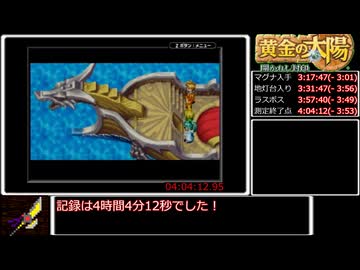 2 ボタン：メニュー
黄金の太陽
開かれし封印
マグナ入手 3:17:47(- 3:01)
地灯台入り 3:31:47(- 3:56)
ラスボス 3:57:40(- 3:49)
測定終了点 4:04:12(- 3:53)
04:04:12.95
記録は4時間4分12秒でした！